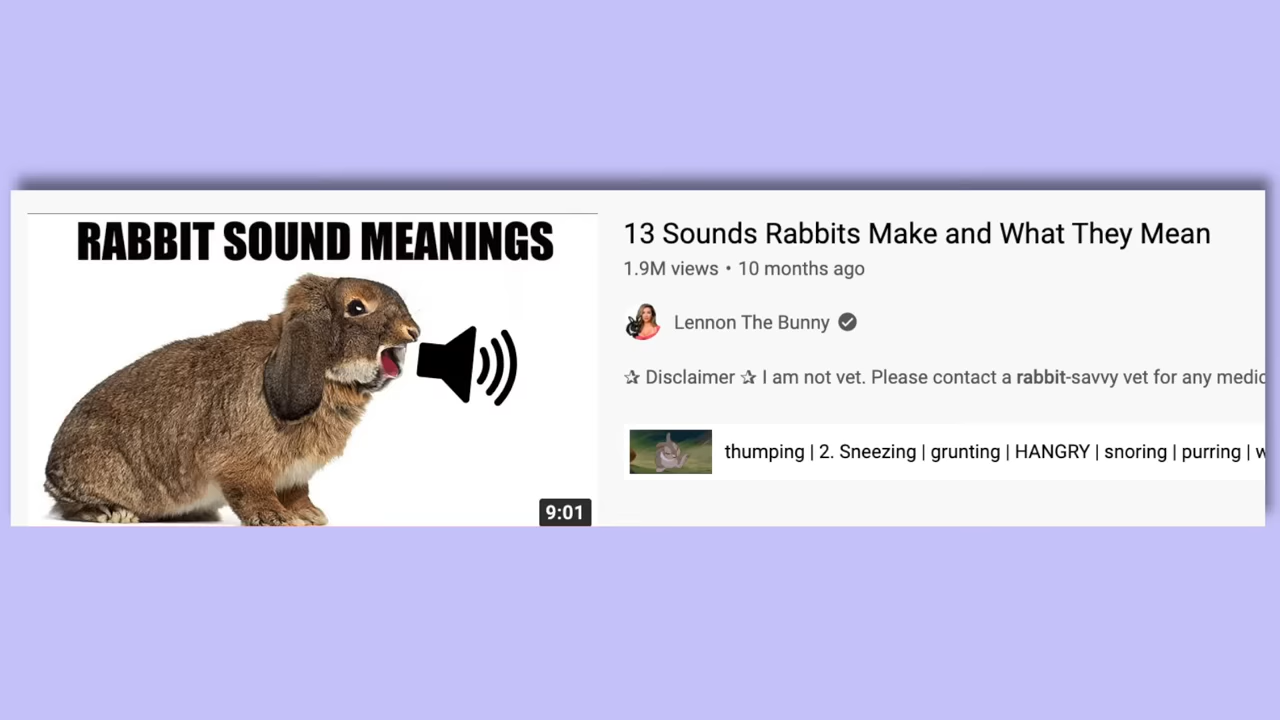 RABBIT SOUND MEANINGS
9:01
13 Sounds Rabbits Make and What They Mean
1.9M views • 10 months ago
Lennon The Bunny
✰ Disclaimer ✰ I am not vet. Please contact a rabbit-savvy vet for any
thumping | 2. Sneezing | grunting | HANGRY | snoring | purring |